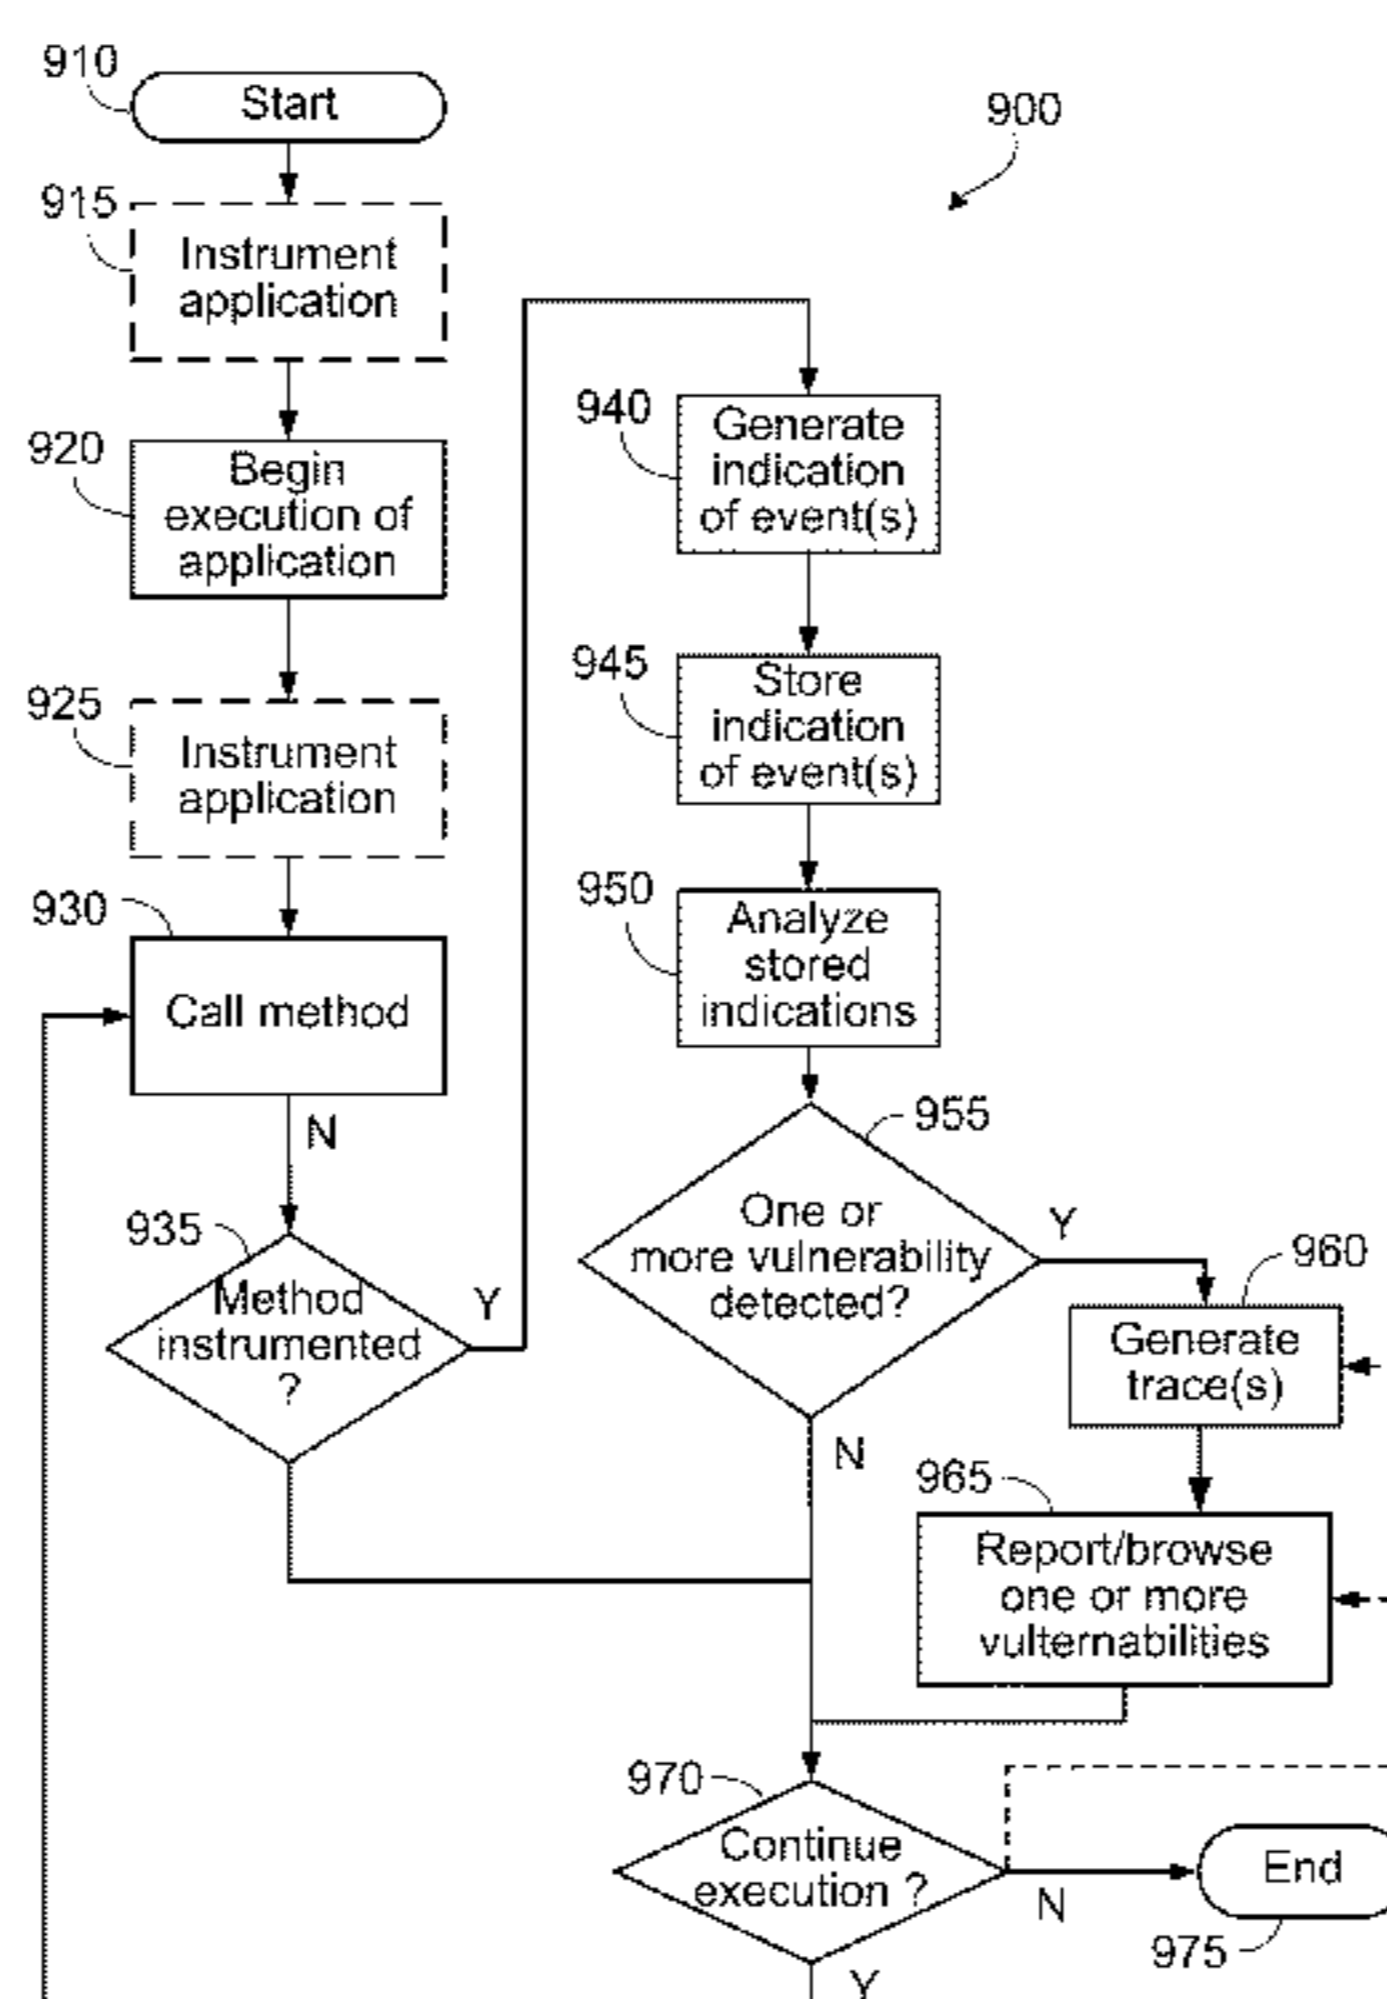 910
Start
900
915
Instrument
application
920
Begin
execution of
application
925
Instrument
application
930
Call method
N
935
Method
instrumented
?
Y
940
Generate
indication
of event(s)
945
Store
indication
of event(s)
950
Analyze
stored
indications
955
One or
more vulnerability
detected?
Y
N
960
Generate
trace(s)
965
Report/browse
one or more
vulternabilities
970
Continue
execution ?
N
End
975
Y